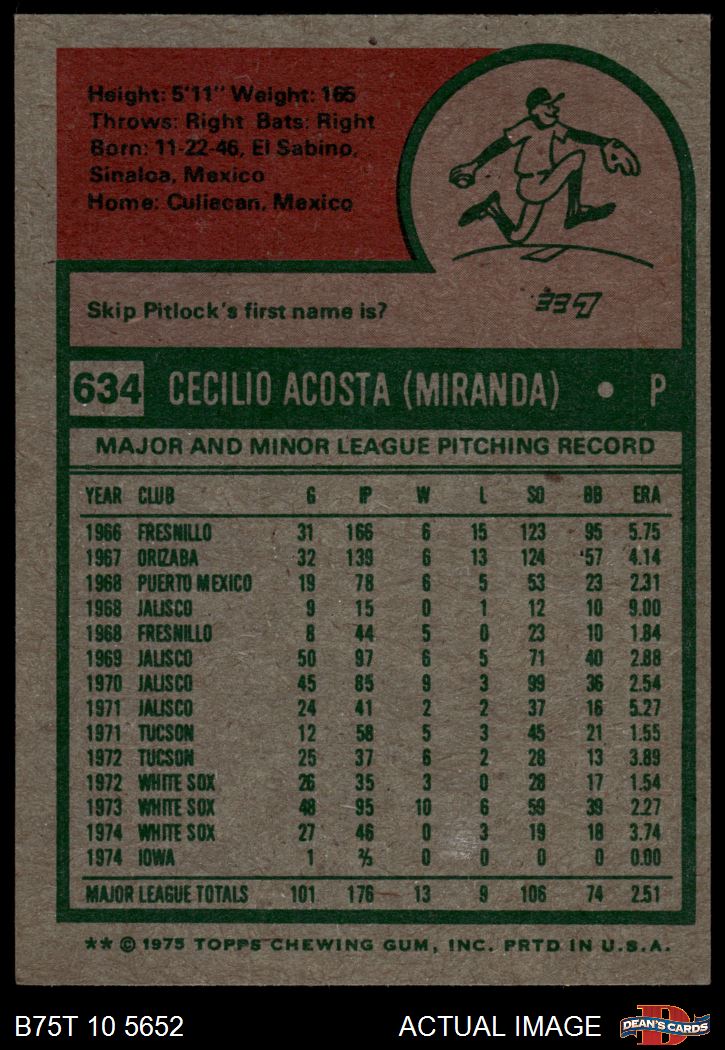 Height: 5'11" Weight: 165
Throws: Right Bats: Right
Born: 11-22-46, El Sabino,
Sinaloa, Mexico
Home: Culiacan, Mexico
Skip Pitlock's first name is?
634 CECILIO ACOSTA (MIRANDA) • P
MAJOR AND MINOR LEAGUE PITCHING RECORD
YEAR CLUB G IP W L SO BB ERA
1966 FRESNILLO 31 166 6 15 123 95 5.75
1967 ORIZABA 32 139 6 13 124 57 4.14
1968 PUERTO MEXICO 19 78 6 5 53 23 2.31
1968 JALISCO 9 15 0 1 12 10 9.00
1968 FRESNILLO 8 44 5 0 23 10 1.84
1969 JALISCO 50 97 6 5 71 40 2.88
1970 JALISCO 45 85 9 3 99 36 2.54
1971 JALISCO 24 41 2 2 37 16 5.27
1971 TUCSON 12 58 5 3 45 21 1.55
1972 TUCSON 25 37 6 2 28 13 3.89
1972 WHITE SOX 26 35 3 0 28 17 1.54
1973 WHITE SOX 48 95 10 6 59 39 2.27
1974 WHITE SOX 27 46 0 3 19 18 3.74
1974 IOWA 1 ⅔ 0 0 0 0 0.00
MAJOR LEAGUE TOTALS 101 176 13 9 106 74 2.51
** © 1975 TOPPS CHEWING GUM, INC. PRTD IN U.S.A.
B75T 10 5652 ACTUAL IMAGE DEAN'S CARDS